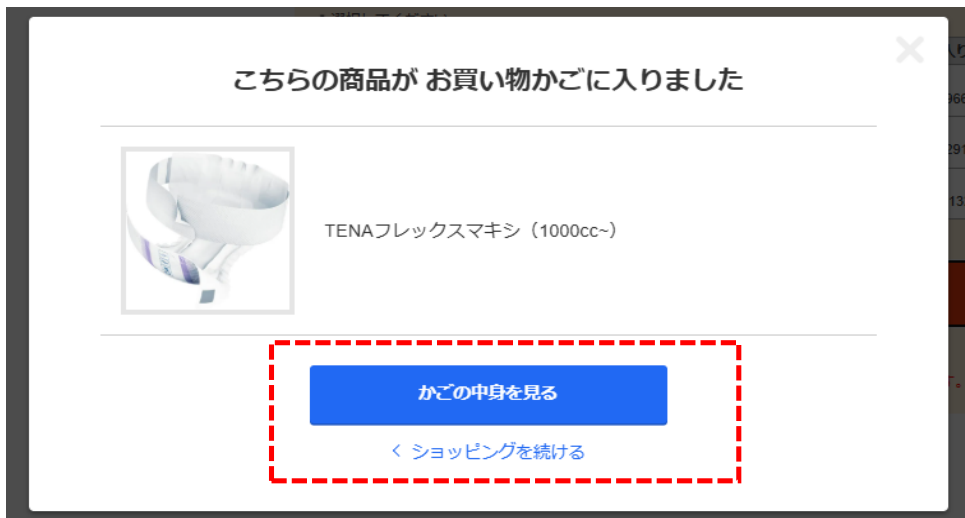 こちらの商品が お買い物かごに入りました
TENAフレックスマキシ（1000cc~）
かごの中身を見る
< ショッピングを続ける